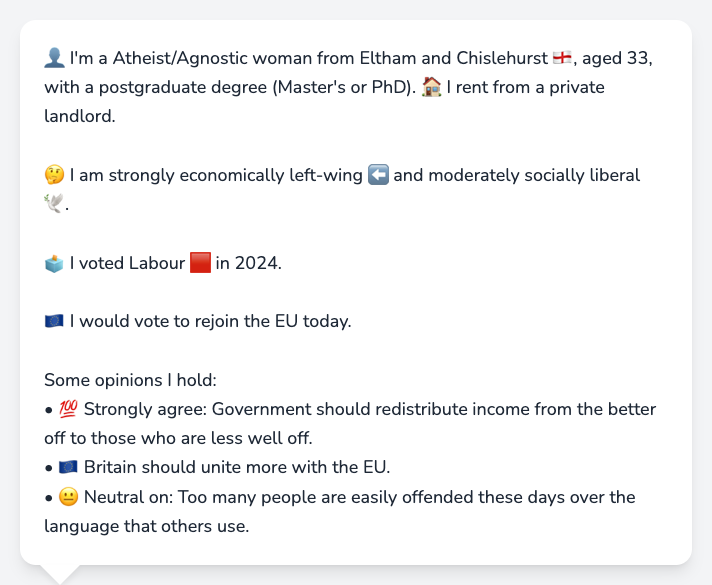 👤 I'm a Atheist/Agnostic woman from Eltham and Chislehurst 🏴󠁧󠁢󠁥󠁮󠁧󠁿, aged 33,
with a postgraduate degree (Master's or PhD). 🏠 I rent from a private
landlord.
🤔 I am strongly economically left-wing ⬅️ and moderately socially liberal
🕊️.
🗳️ I voted Labour 🟥 in 2024.
🇪🇺 I would vote to rejoin the EU today.
Some opinions I hold:
• 💯 Strongly agree: Government should redistribute income from the better
off to those who are less well off.
• 🇪🇺 Britain should unite more with the EU.
• 😐 Neutral on: Too many people are easily offended these days over the
language that others use.